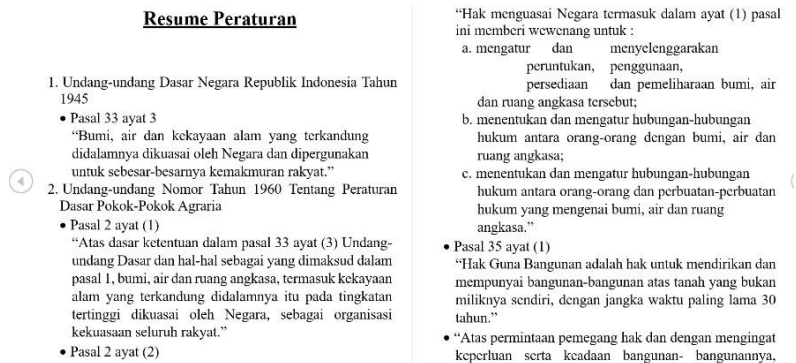 Resume Peraturan
1. Undang-undang Dasar Negara Republik Indonesia Tahun
1945
• Pasal 33 ayat 3
“Bumi, air dan kekayaan alam yang terkandung
didalamnya dikuasai oleh Negara dan dipergunakan
untuk sebesar-besarnya kemakmuran rakyat.”
2. Undang-undang Nomor Tahun 1960 Tentang Peraturan
Dasar Pokok-Pokok Agraria
• Pasal 2 ayat (1)
“Atas dasar ketentuan dalam pasal 33 ayat (3) Undang-
undang Dasar dan hal-hal sebagai yang dimaksud dalam
pasal 1, bumi, air dan ruang angkasa, termasuk kekayaan
alam yang terkandung didalamnya itu pada tingkatan
tertinggi dikuasai oleh Negara, sebagai organisasi
kekuasaan seluruh rakyat.”
• Pasal 2 ayat (2)
“Hak menguasai Negara termasuk dalam ayat (1) pasal
ini memberi wewenang untuk :
a. mengatur dan menyelenggarakan
peruntukan, penggunaan,
persediaan dan pemeliharaan bumi, air
dan ruang angkasa tersebut;
b. menentukan dan mengatur hubungan-hubungan
hukum antara orang-orang dengan bumi, air dan
ruang angkasa;
c. menentukan dan mengatur hubungan-hubungan
hukum antara orang-orang dan perbuatan-perbuatan
hukum yang mengenai bumi, air dan ruang
angkasa.”
• Pasal 35 ayat (1)
“Hak Guna Bangunan adalah hak untuk mendirikan dan
mempunyai bangunan-bangunan atas tanah yang bukan
miliknya sendiri, dengan jangka waktu paling lama 30
tahun.”
• “Atas permintaan pemegang hak dan dengan mengingat
keperluan serta keadaan bangunan- bangunannya,